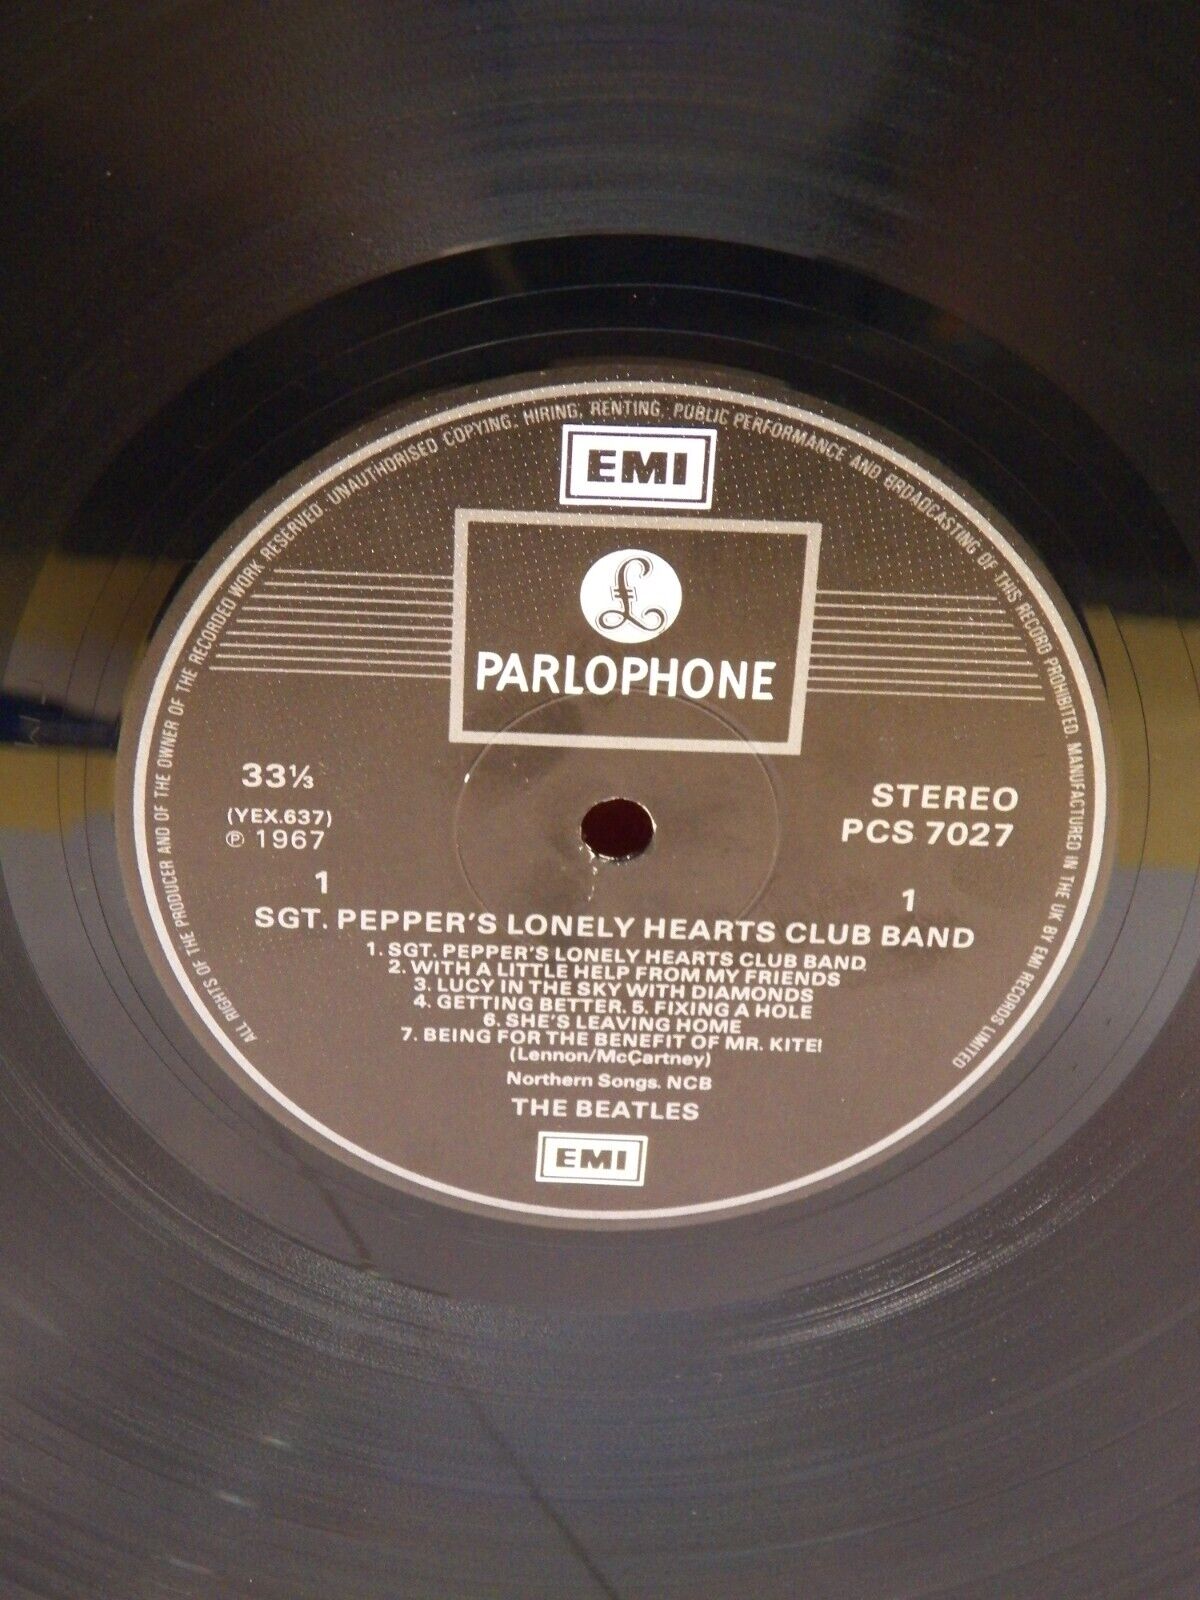 ALL RIGHTS OF THE PRODUCER AND OF THE OWNER OF THE RECORDED WORK RESERVED UNAUTHORISED COPYING. HIRING, RENTING, PUBLIC PERFORMANCE AND BROADCASTING OF THIS RECORD PROHIBITED. MANUFACTURED IN THE UK BY EMI RECORDS LIMITED
EMI
£
PARLOPHONE
33⅓
(YEX.637)
℗ 1967
1
STEREO
PCS 7027
1
SGT. PEPPER'S LONELY HEARTS CLUB BAND
1. SGT. PEPPER'S LONELY HEARTS CLUB BAND
2. WITH A LITTLE HELP FROM MY FRIENDS
3. LUCY IN THE SKY WITH DIAMONDS
4. GETTING BETTER. 5. FIXING A HOLE
6. SHE'S LEAVING HOME
7. BEING FOR THE BENEFIT OF MR. KITE!
(Lennon/McCartney)
Northern Songs. NCB
THE BEATLES
EMI